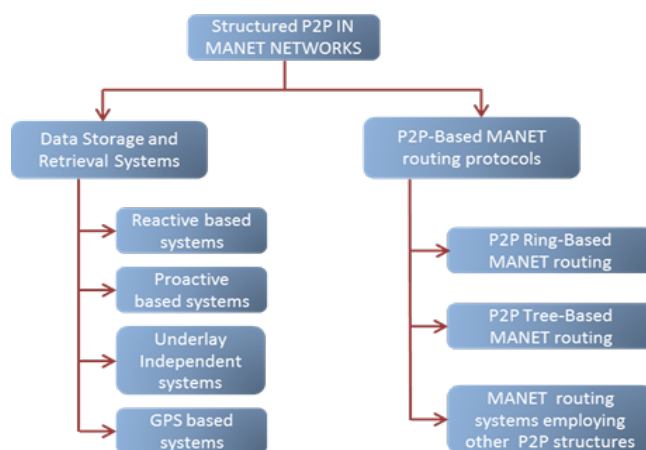 Structured P2P IN
MANET NETWORKS
Data Storage and
Retrieval Systems
Reactive based
systems
Proactive
based systems
Underlay
Independent
systems
GPS based
systems
P2P-Based MANET
routing protocols
P2P Ring-Based
MANET routing
P2P Tree-Based
MANET routing
MANET routing
systems employing
other P2P structures